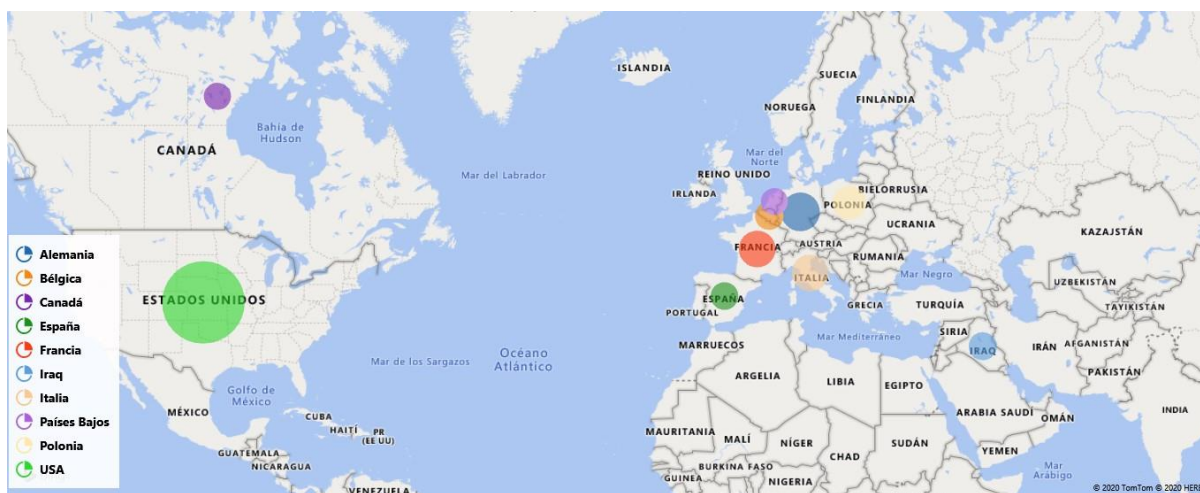 ISLANDIA
SUECIA
FINLANDIA
NORUEGA
Bahía de
Hudson
CANADÁ
Mar del
Norte
Mar del Labrador
REINO UNIDO
IRLANDA
BIELORRUSIA
POLONIA
UCRANIA
KAZAJSTÁN
FRANCIA
AUSTRIA
RUMANÍA
Mar Negro
ITALIA
UZBEKISTÁN
TAYIKISTÁN
ESTADOS UNIDOS
ESPAÑA
PORTUGAL
GRECIA
TURQUÍA
Mar Mediterráneo
SIRIA
IRAQ
IRÁN
AFGANISTÁN
MARRUECOS
PAKISTÁN
Océano
Atlántico
Mar de los Sargazos
Golfo de
México
ARGELIA
LIBIA
EGIPTO
ARABIA SAUDÍ
OMÁN
INDIA
MÉXICO
CUBA
HAITÍ
PR
(EE UU)
GUATEMALA
NICARAGUA
VENEZUELA
MAURITANIA
MALÍ
NÍGER
CHAD
SUDÁN
YEMEN
BURKINA FASO
GUINEA
NIGERIA
Mar
Arábigo
Alemania
Bélgica
Canadá
España
Francia
Iraq
Italia
Países Bajos
Polonia
USA
© 2020 TomTom © 2020 HERE